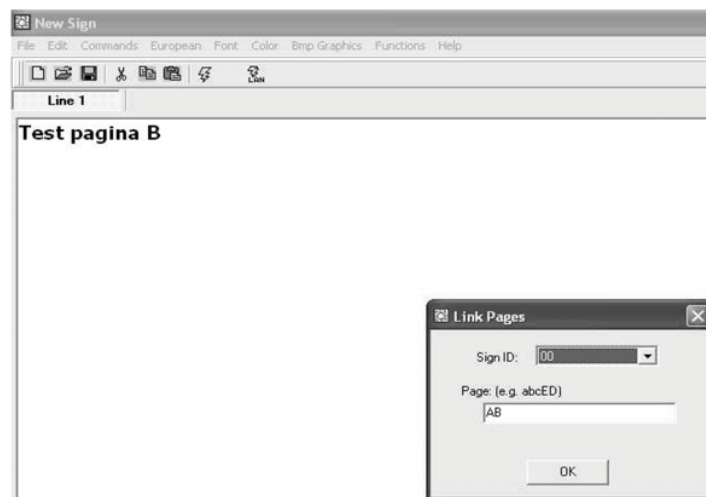 New Sign
File Edit Commands European Font Color Bmp Graphics Functions Help
LAN
Line 1
Test pagina B
Link Pages
Sign ID: 00
Page: (e.g. abcED)
AB
OK